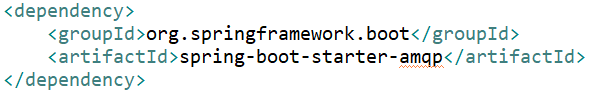 <dependency>
<groupId>org.springframework.boot</groupId>
<artifactId>spring-boot-starter-amqp</artifactId>
</dependency>